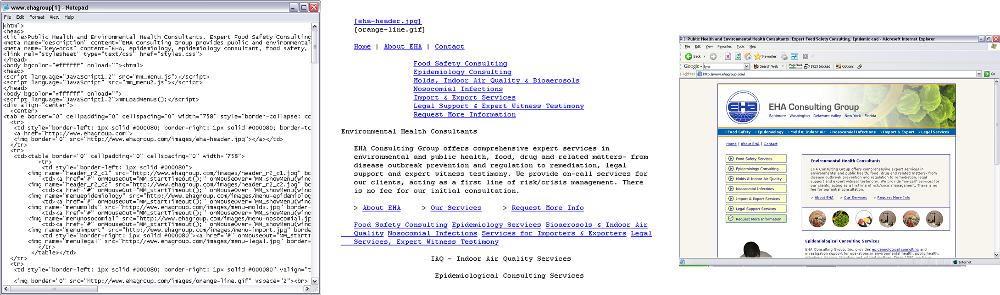 www.ehagroup[1] - Notepad
File Edit Format View Help
<html>
<head>
<title>Public Health and Environmental Health Consultants, Expert Food Safety Consulting
<meta name="description" content="EHA Consulting Group provides public and environmental
<meta name="keywords" content="EHA, epidemiology, epidemiology consultant, food safety,
<link rel="stylesheet" type="text/css" href="styles.css">
</head>
<body bgcolor="#ffffff" onload=""><html>
<head>
<script language="JavaScript1.2" src="mm_menu.js"></script>
<script language="JavaScript" src="mm_menu2.js"></script>
</head>
<body bgcolor="#ffffff" onload="">
<script language="JavaScript1.2">mmLoadMenus();</script>
<div align="center">
<center>
<table border="0" cellpadding="0" cellspacing="0" width="758" style="border-collapse: co
<tr>
<td style="border-left: 1px solid #000080; border-right: 1px solid #000080; border-to
<a href="http://www.ehagroup.com">
<img border="0" src="http://www.ehagroup.com/images/eha-header.jpg"></a></td>
</tr>
<tr>
<td><table border="0" cellpadding="0" cellspacing="0" width="758">
<tr>
<td style="border-left: 1px solid #000080">
<img name="header_r2_c1" src="http://www.ehagroup.com/images/header_r2_c1.jpg" bo
<td><a href="#" onMouseOut="MM_startTimeout();" onMouseOver="MM_showMenu(wind
<img name="header_r2_c2" src="http://www.ehagroup.com/images/header_r2_c2.jpg" bo
<td><a href="#" onMouseOut="MM_startTimeout();" onMouseOver="MM_showMenu(wind
<img name="menuepidemiology" src="http://www.ehagroup.com/images/menu-epidemiolog
<td><a href="#" onMouseOut="MM_startTimeout();" onMouseOver="MM_showMenu(wind
<img name="menumolds" src="http://www.ehagroup.com/images/menu-molds.jpg" border=
<td><a href="#" onMouseOut="MM_startTimeout();" onMouseOver="MM_showMenu(wind
<img name="menunosocomial" src="http://www.ehagroup.com/images/menu-nosocomial.jp
<td><a href="#" onMouseOut="MM_startTimeout();" onMouseOver="MM_showMenu(wind
<img name="menuimport" src="http://www.ehagroup.com/images/menu-import.jpg" borde
<td style="border-right: 1px solid #000080"><a href="#" onMouseOut="MM_startT
<img name="menulegal" src="http://www.ehagroup.com/images/menu-legal.jpg" border=
</tr>
</table></td>
</tr>
<tr>
<td style="border-left: 1px solid #000080; border-right: 1px solid #000080" valign="t
<img border="0" src="http://www.ehagroup.com/images/orange-line.gif" vspace="2"><br>
[eha-header.jpg]
[orange-line.gif]
Home | About EHA | Contact
Food Safety Consulting
Epidemiology Consulting
Molds, Indoor Air Quality & Bioaerosols
Nosocomial Infections
Import & Export Services
Legal Support & Expert Witness Testimony
Request More Information
Environmental Health Consultants
EHA Consulting Group offers comprehensive expert services in
environmental and public health, food, drug and related matters- from
disease outbreak prevention and regulation to remediation, legal
support and expert witness testimony. We provide on-call services for
our clients, acting as a first line of risk/crisis management. There
is no fee for our initial consultation.
> About EHA > Our Services > Request More Info
Food Safety Consulting Epidemiology Services Bioaerosols & Indoor Air
Quality Nosocomial Infections Services for Importers & Exporters Legal
Services, Expert Witness Testimony
IAQ - Indoor Air Quality Services
Epidemiological Consulting Services
Public Health and Environmental Health Consultants, Expert Food Safety Consulting, Epidemic and - Microsoft Internet Explorer
File Edit View Favorites Tools Help
Back Favorites
Google lynx Search Web PageRank 1923 blocked Options
Address http://www.ehagroup.com/ Go
EHA
EHA Consulting Group
Baltimore Washington Delaware Valley New York Florida
Food Safety Epidemiology Mold & Indoor Air Nosocomial Infections Import & Export Legal Services
Home | About EHA | Contact
Food Safety Services
Epidemiology Consulting
Molds & Indoor Air Quality
Nosocomial Infections
Import & Export Services
Legal Support Services
Request More Information
Environmental Health Consultants
EHA Consulting Group offers comprehensive expert services in
environmental and public health, food, drug and related matters- from
disease outbreak prevention and regulation to remediation, legal
support and expert witness testimony. We provide "on-call" services for
our clients, acting as a first line of risk/crisis management. There is no
fee for our initial consultation.
> About EHA > Our Services > Request More Info
Epidemiological Consulting Services
EHA Consulting Group, Inc. provides epidemiological consulting and
investigation support for operations in environmental health, public health,
Internet